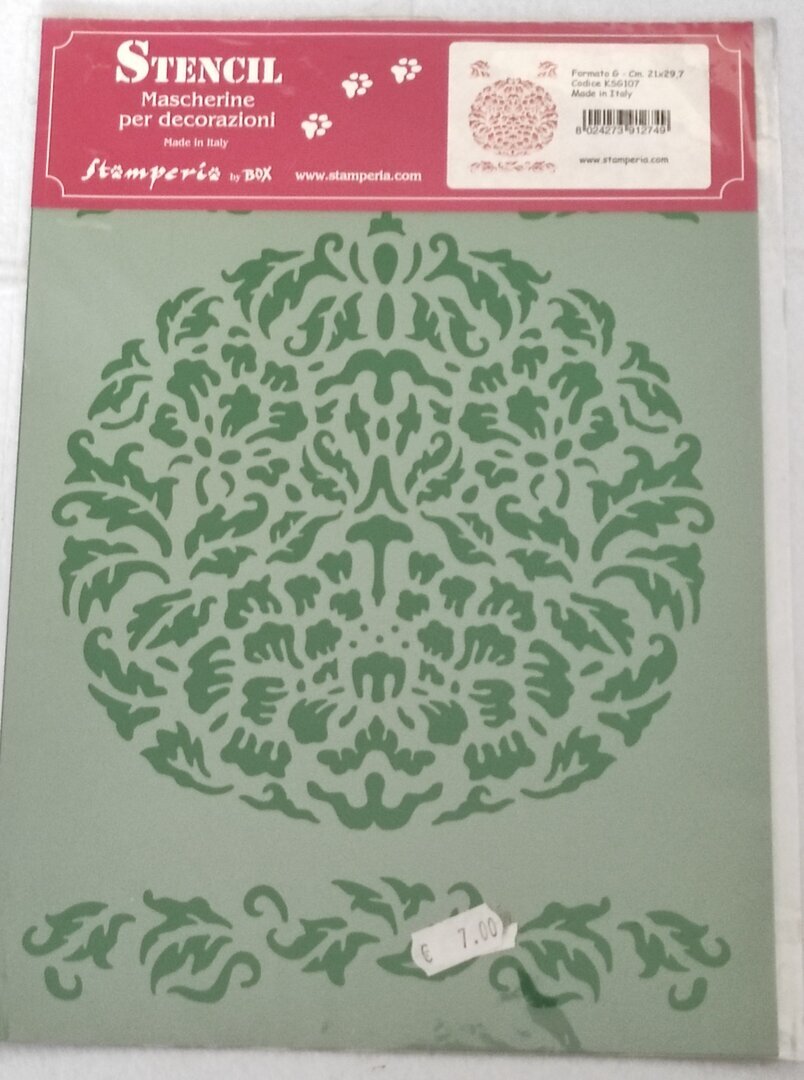 STENCIL
Mascherine
per decorazioni
Made in Italy
Stamperia by BOX
www.stamperia.com
Formato G - Cm. 21x29,7
Codice KSG107
Made in Italy
8 024273 912749
www.stamperia.com
€ 7.00